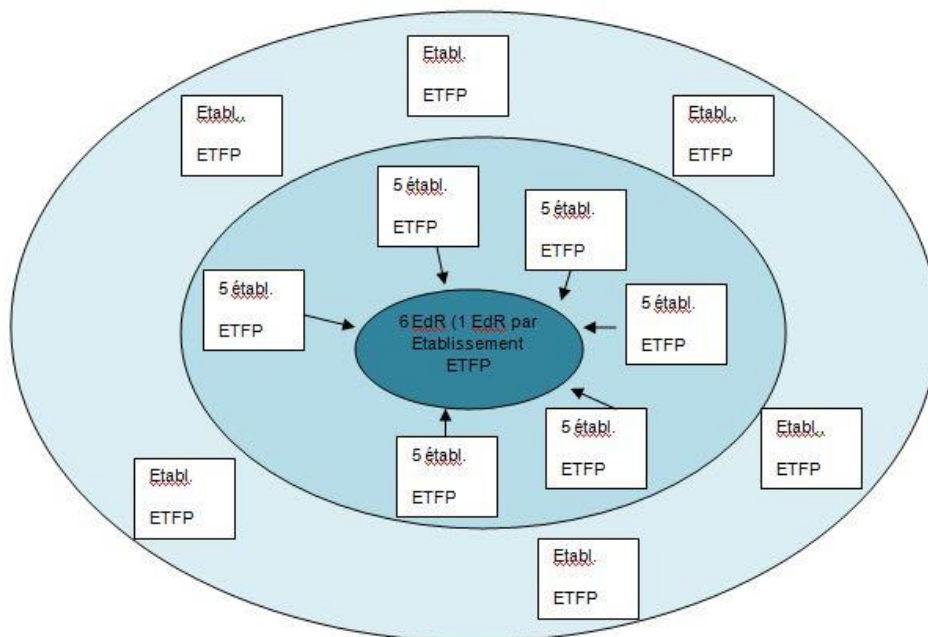 Etabl.
ETFP
Etabl..
ETFP
Etabl..
ETFP
5 établ.
ETFP
5 établ.
ETFP
5 établ.
ETFP
5 établ.
ETFP
6 EdR (1 EdR par
Etablissement
ETFP
5 établ.
ETFP
5 établ.
ETFP
Etabl..
ETFP
Etabl.
ETFP
Etabl.
ETFP